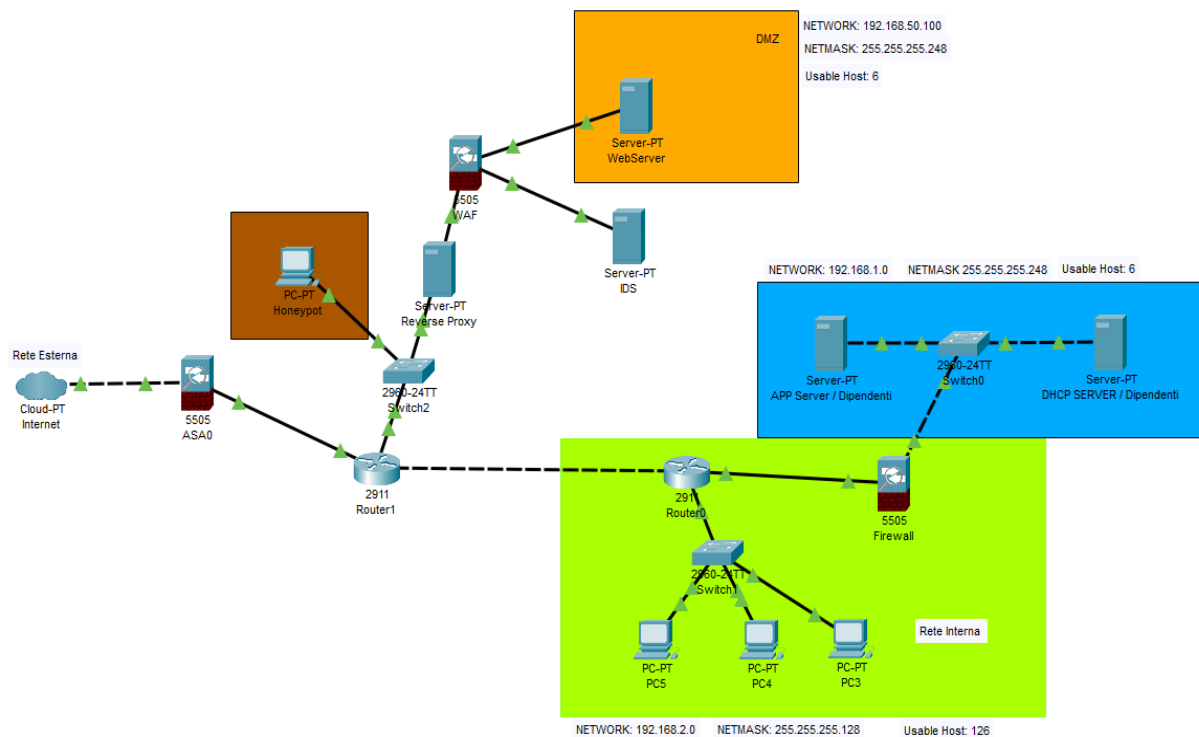 NETWORK: 192.168.50.100
DMZ
NETMASK: 255.255.255.248
Usable Host: 6
Server-PT
WebServer
5505
WAF
Server-PT
IDS
PC-PT
Honeypot
Server-PT
Reverse Proxy
NETWORK: 192.168.1.0
NETMASK 255.255.255.248
Usable Host: 6
Rete Esterna
Cloud-PT
Internet
5505
ASA0
2960-24TT
Switch2
2960-24TT
Switch0
Server-PT
APP Server / Dipendenti
Server-PT
DHCP SERVER / Dipendenti
2911
Router1
2911
Router0
5505
Firewall
2960-24TT
Switch1
Rete Interna
PC-PT
PC5
PC-PT
PC4
PC-PT
PC3
NETWORK: 192.168.2.0
NETMASK: 255.255.255.128
Usable Host: 126